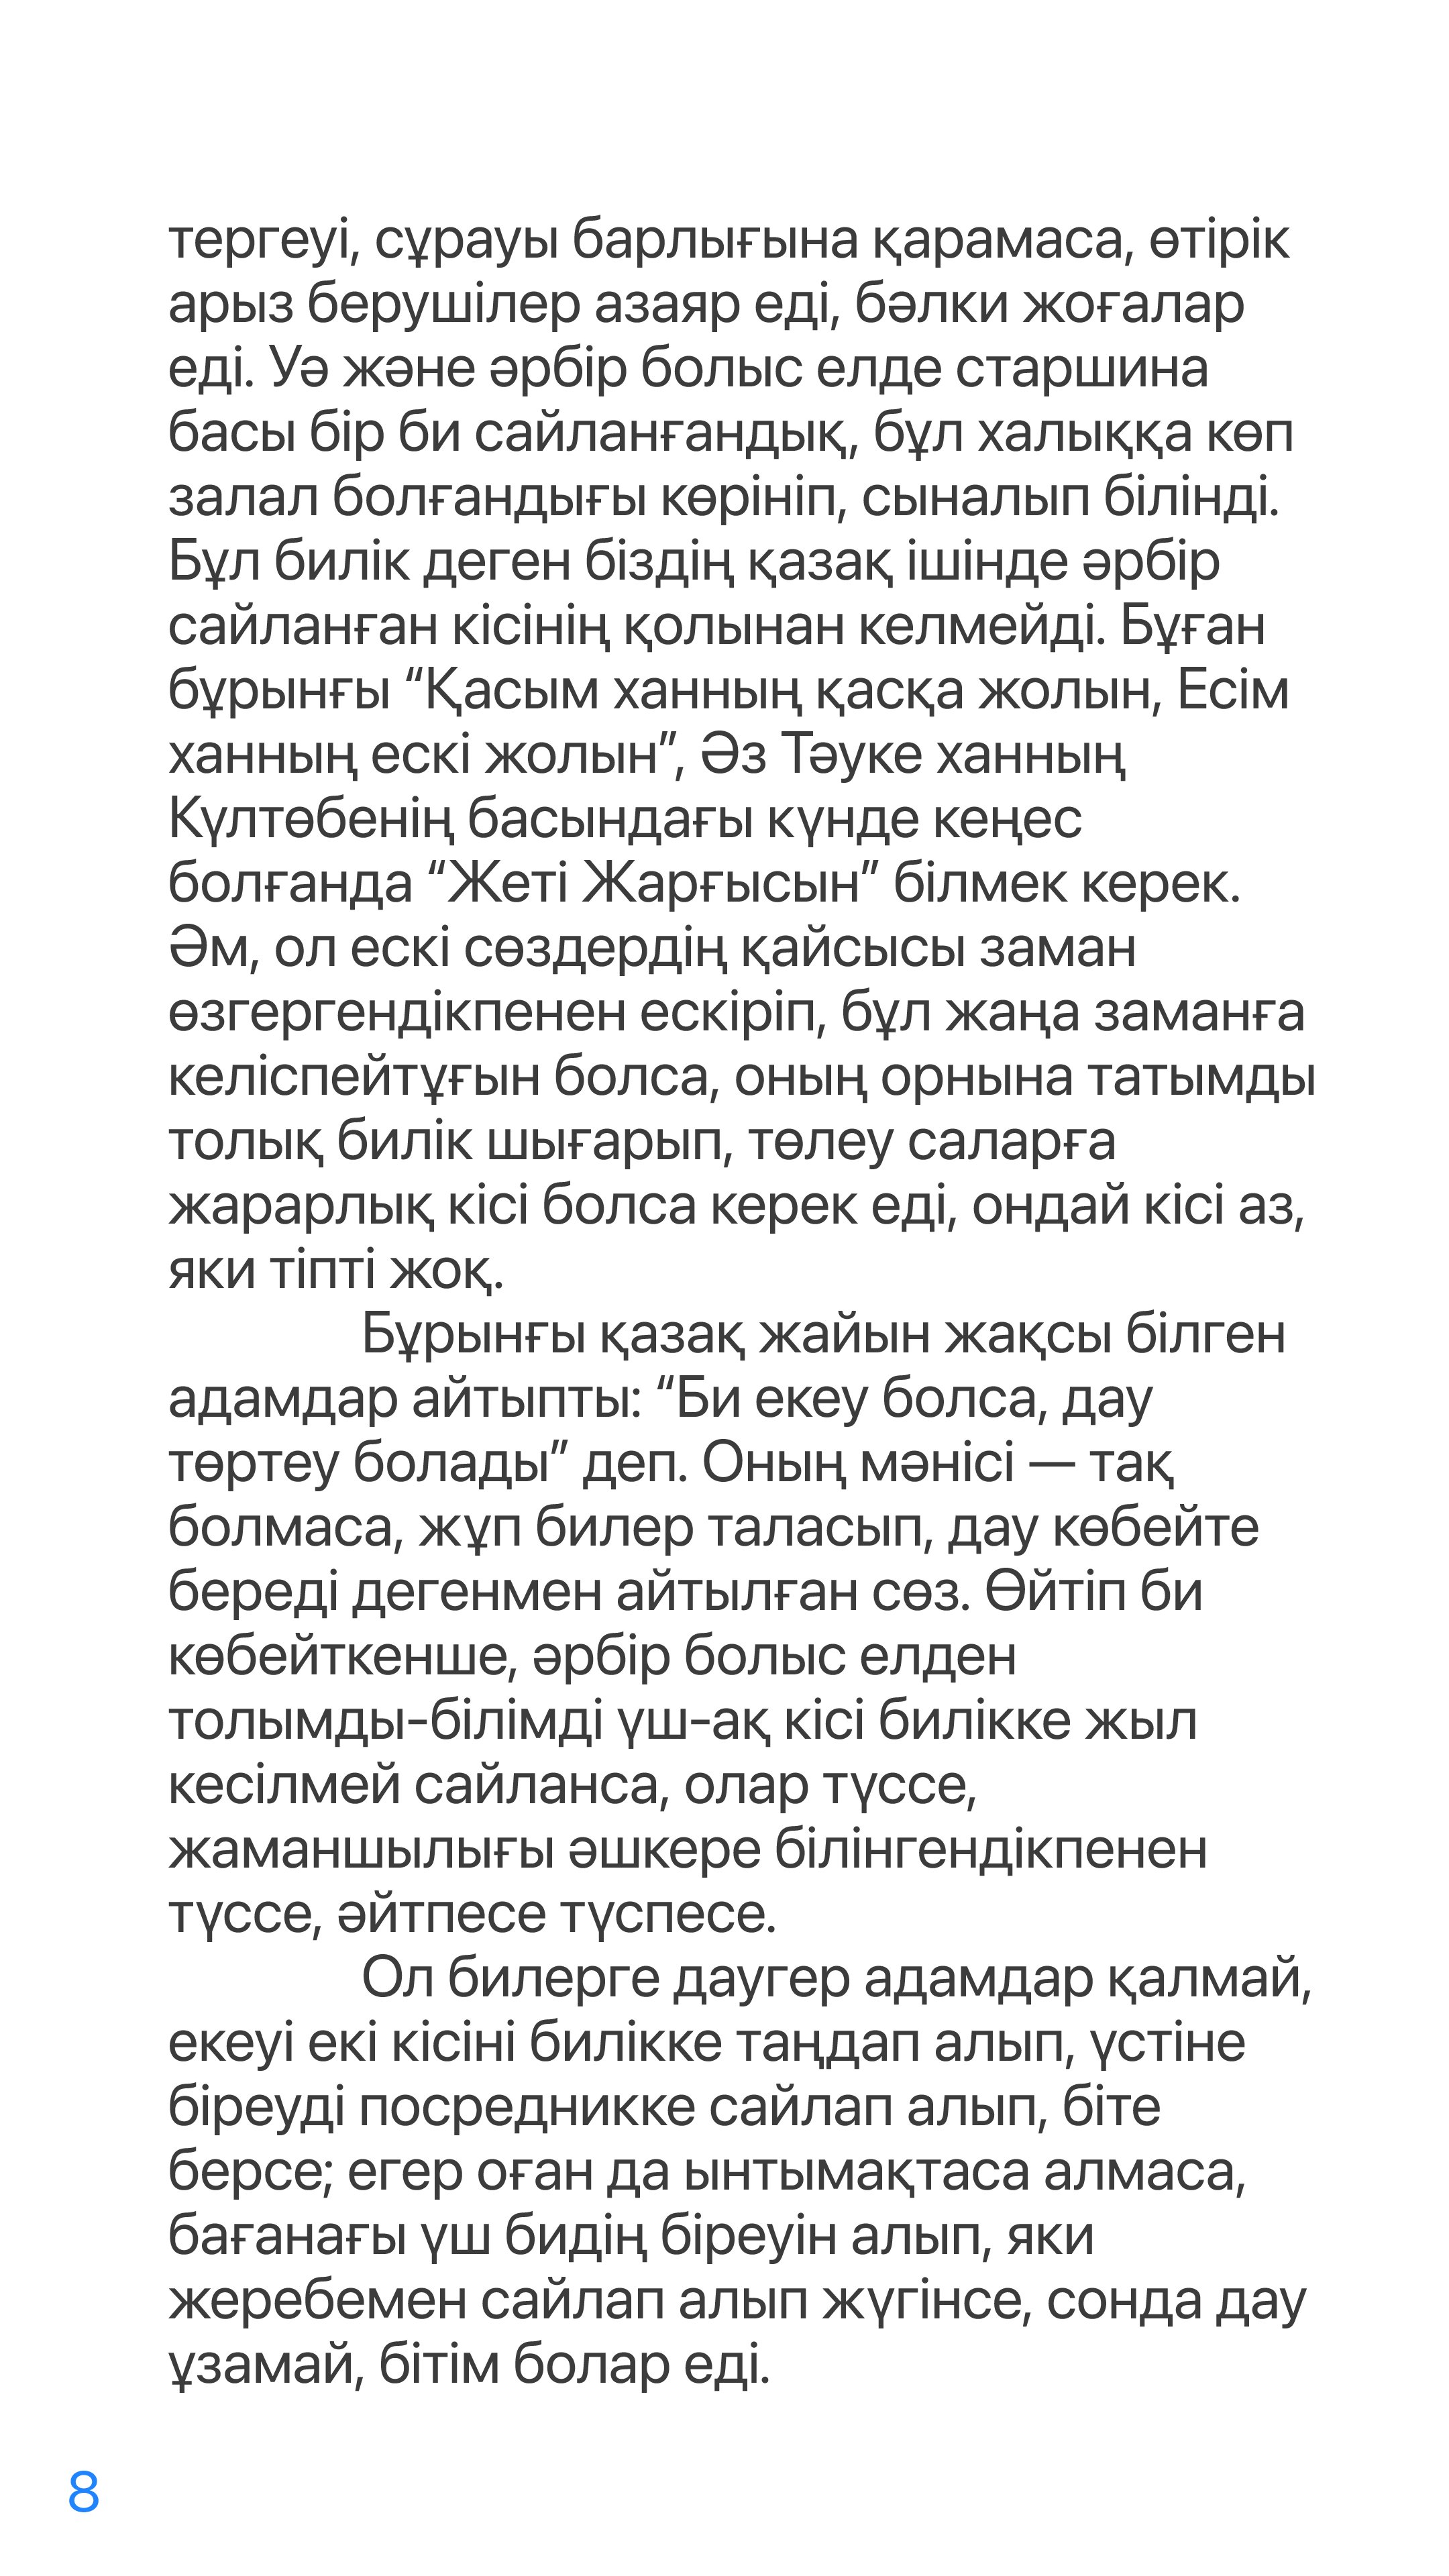 тергеуі, сұрауы барлығына қарамаса, өтірік
арыз берушілер азаяр еді, бәлки жоғалар
еді. Уә және әрбір болыс елде старшина
басы бір би сайланғандық, бұл халыққа көп
залал болғандығы көрініп, сыналып білінді.
Бұл билік деген біздің қазақ ішінде әрбір
сайланған кісінің қолынан келмейді. Бұған
бұрынғы “Қасым ханның қасқа жолын, Есім
ханның ескі жолын”, Әз Тәуке ханның
Күлтөбенің басындағы күнде кеңес
болғанда “Жеті Жарғысын” білмек керек.
Әм, ол ескі сөздердің қайсысы заман
өзгергендікпенен ескіріп, бұл жаңа заманға
келіспейтұғын болса, оның орнына татымды
толық билік шығарып, төлеу саларға
жарарлық кісі болса керек еді, ондай кісі аз,
яки тіпті жоқ.
Бұрынғы қазақ жайын жақсы білген
адамдар айтыпты: “Би екеу болса, дау
төртеу болады” деп. Оның мәнісі — тақ
болмаса, жұп билер таласып, дау көбейте
береді дегенмен айтылған сөз. Өйтіп би
көбейткенше, әрбір болыс елден
толымды-білімді үш-ақ кісі билікке жыл
кесілмей сайланса, олар түссе,
жаманшылығы әшкере білінгендікпенен
түссе, әйтпесе түспесе.
Ол билерге даугер адамдар қалмай,
екеуі екі кісіні билікке таңдап алып, үстіне
біреуді посредникке сайлап алып, біте
берсе; егер оған да ынтымақтаса алмаса,
бағанағы үш бидің біреуін алып, яки
жеребемен сайлап алып жүгінсе, сонда дау
ұзамай, бітім болар еді.
8